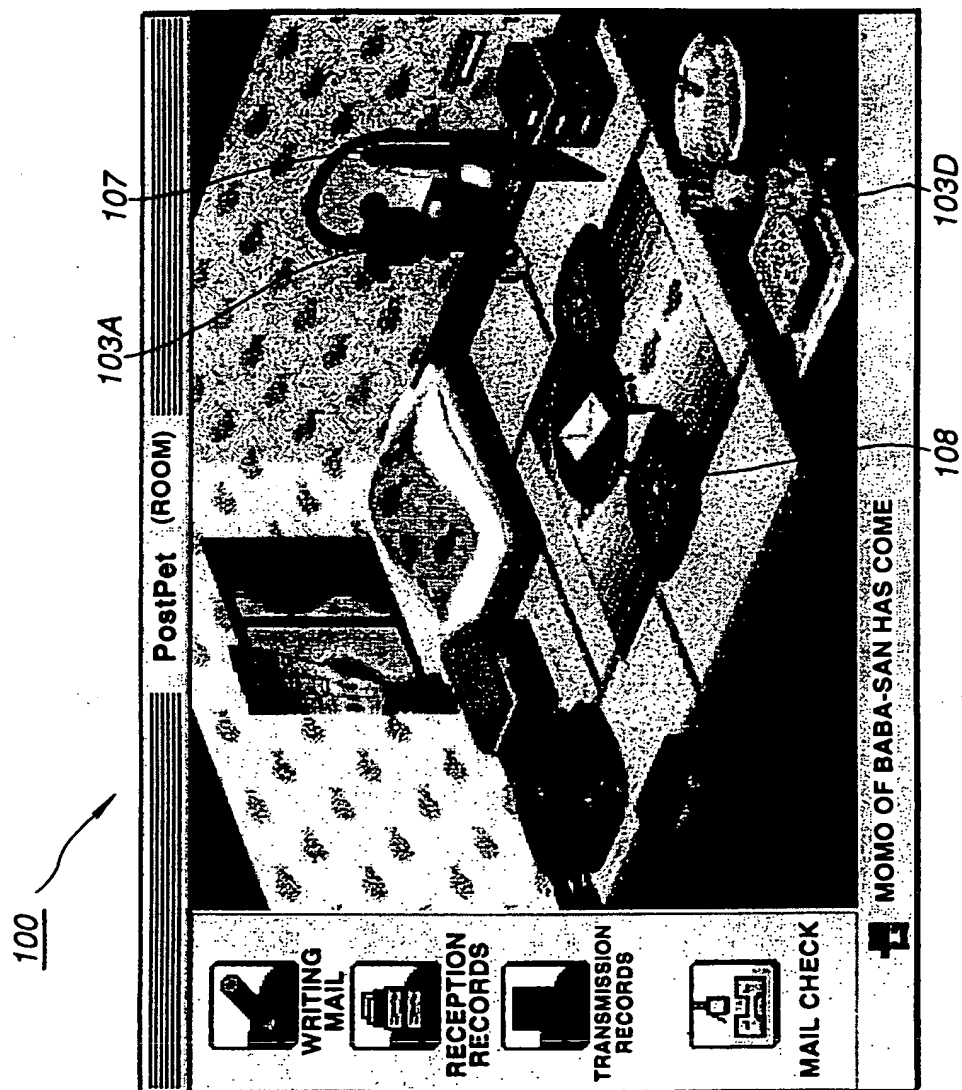 100
PostPet (ROOM)
103A
107
WRITING
MAIL
RECEPTION
RECORDS
TRANSMISSION
RECORDS
MAIL CHECK
MOMO OF BABA-SAN HAS COME
108
103D